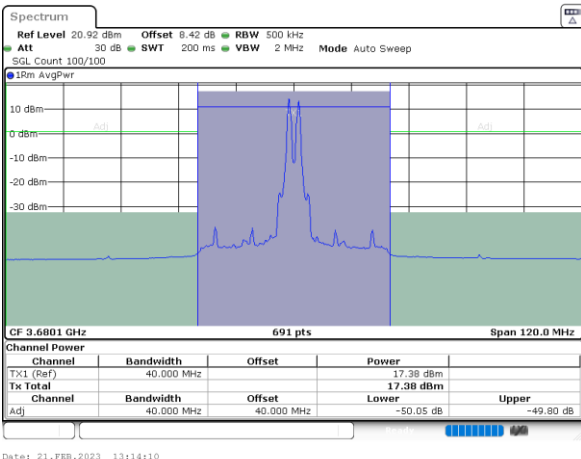 Spectrum
Ref Level 20.92 dBm Offset 8.42 dB RBW 500 kHz
Att 30 dB SWT 200 ms VBW 2 MHz Mode Auto Sweep
SGL Count 100/100
1Rm AvgPwr
10 dBm
Adj Adj
0 dBm
-10 dBm
-20 dBm
-30 dBm
CF 3.6801 GHz 691 pts Span 120.0 MHz
Channel Power
Channel Bandwidth Offset Power
TX1 (Ref) 40.000 MHz 17.38 dBm
Tx Total 17.38 dBm
Channel Bandwidth Offset Lower Upper
Adj 40.000 MHz 40.000 MHz -50.05 dB -49.80 dB
Ready
Date: 21.FEB.2023 13:14:10